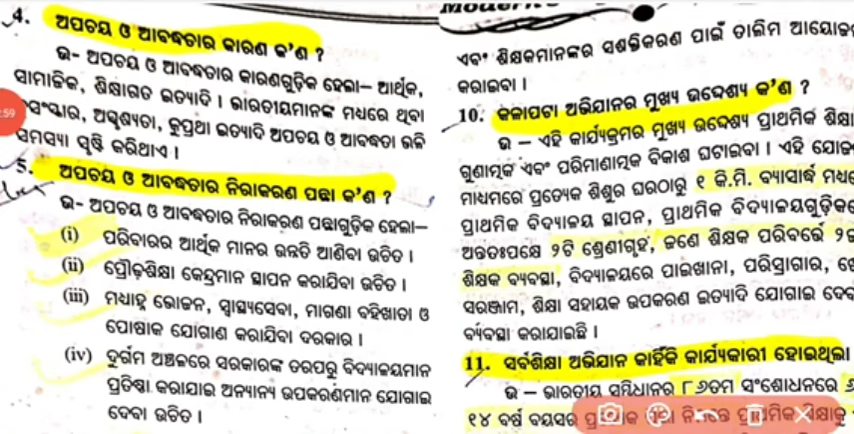 4. ଅପଚୟ ଓ ଆବଦ୍ଧତାର କାରଣ କ'ଣ ?
ଉ- ଅପଚୟ ଓ ଆବଦ୍ଧତାର କାରଣଗୁଡ଼ିକ ହେଲା— ଆର୍ଥିକ,
ସାମାଜିକ, ଶିକ୍ଷାଗତ ଇତ୍ୟାଦି । ଭାରତୀୟମାନଙ୍କ ମଧ୍ୟରେ ଥିବା
ସଂସ୍କାର, ଅସ୍ପୃଶ୍ୟତା, କୁପ୍ରଥା ଇତ୍ୟାଦି ଅପଚୟ ଓ ଆବଦ୍ଧତା ଭଳି
ସମସ୍ୟା ସୃଷ୍ଟି କରିଥାଏ ।
5. ଅପଚୟ ଓ ଆବଦ୍ଧତାର ନିରାକରଣ ପନ୍ଥା କ'ଣ ?
ଉ- ଅପଚୟ ଓ ଆବଦ୍ଧତାର ନିରାକରଣ ପନ୍ଥାଗୁଡ଼ିକ ହେଲା—
(i) ପରିବାରର ଆର୍ଥିକ ମାନର ଉନ୍ନତି ଆଣିବା ଉଚିତ ।
(ii) ପ୍ରୌଢ଼ଶିକ୍ଷା କେନ୍ଦ୍ରମାନ ସ୍ଥାପନ କରାଯିବା ଉଚିତ ।
(iii) ମଧ୍ୟାହ୍ନ ଭୋଜନ, ସ୍ୱାସ୍ଥ୍ୟସେବା, ମାଗଣା ବହିଖାତା ଓ
ପୋଷାକ ଯୋଗାଣ କରାଯିବା ଦରକାର ।
(iv) ଦୁର୍ଗମ ଅଞ୍ଚଳରେ ସରକାରଙ୍କ ତରଫରୁ ବିଦ୍ୟାଳୟମାନ
ପ୍ରତିଷ୍ଠା କରାଯାଇ ଅନ୍ୟାନ୍ୟ ଉପକରଣମାନ ଯୋଗାଇ
ଦେବା ଉଚିତ ।
ଏବଂ ଶିକ୍ଷକମାନଙ୍କର ସଶକ୍ତିକରଣ ପାଇଁ ତାଲିମ
କରାଇବା ।
10. କଳାପଟା ଅଭିଯାନର ମୁଖ୍ୟ ଉଦ୍ଦେଶ୍ୟ କ'ଣ ?
ଉ – ଏହି କାର୍ଯ୍ୟକ୍ରମର ମୁଖ୍ୟ ଉଦ୍ଦେଶ୍ୟ ପ୍ରାଥମିକ ଶିକ୍ଷା
ଗୁଣାତ୍ମକ ଏବଂ ପରିମାଣାତ୍ମକ ବିକାଶ ଘଟାଇବା । ଏହି
ମାଧ୍ୟମରେ ପ୍ରତ୍ୟେକ ଶିଶୁର ଘରଠାରୁ ୧ କି.ମି. ବ୍ୟାସାର୍ଦ୍ଧ
ପ୍ରାଥମିକ ବିଦ୍ୟାଳୟ ସ୍ଥାପନ, ପ୍ରାଥମିକ
ଅନ୍ତତଃପକ୍ଷେ ୨ଟି ଶ୍ରେଣୀଗୃହ, ଜଣେ ଶିକ୍ଷକ ପରିବର୍ତ୍ତେ
ଶିକ୍ଷକ ବ୍ୟବସ୍ଥା, ବିଦ୍ୟାଳୟରେ ପାଇଖାନା, ପରିସ୍ରାଗାର,
ସରଞ୍ଜାମ, ଶିକ୍ଷା ସହାୟକ ଉପକରଣ ଇତ୍ୟାଦି ଯୋଗାଇ
ବ୍ୟବସ୍ଥା କରାଯାଇଛି ।
11. ସର୍ବଶିକ୍ଷା ଅଭିଯାନ କାହିଁକି କାର୍ଯ୍ୟକାରୀ ହୋଇଥିଲା
ଉ – ଭାରତୀୟ ସମ୍ବିଧାନର ୮୬ତମ ସଂଶୋଧନରେ
୧୪ ବର୍ଷ ବୟସର